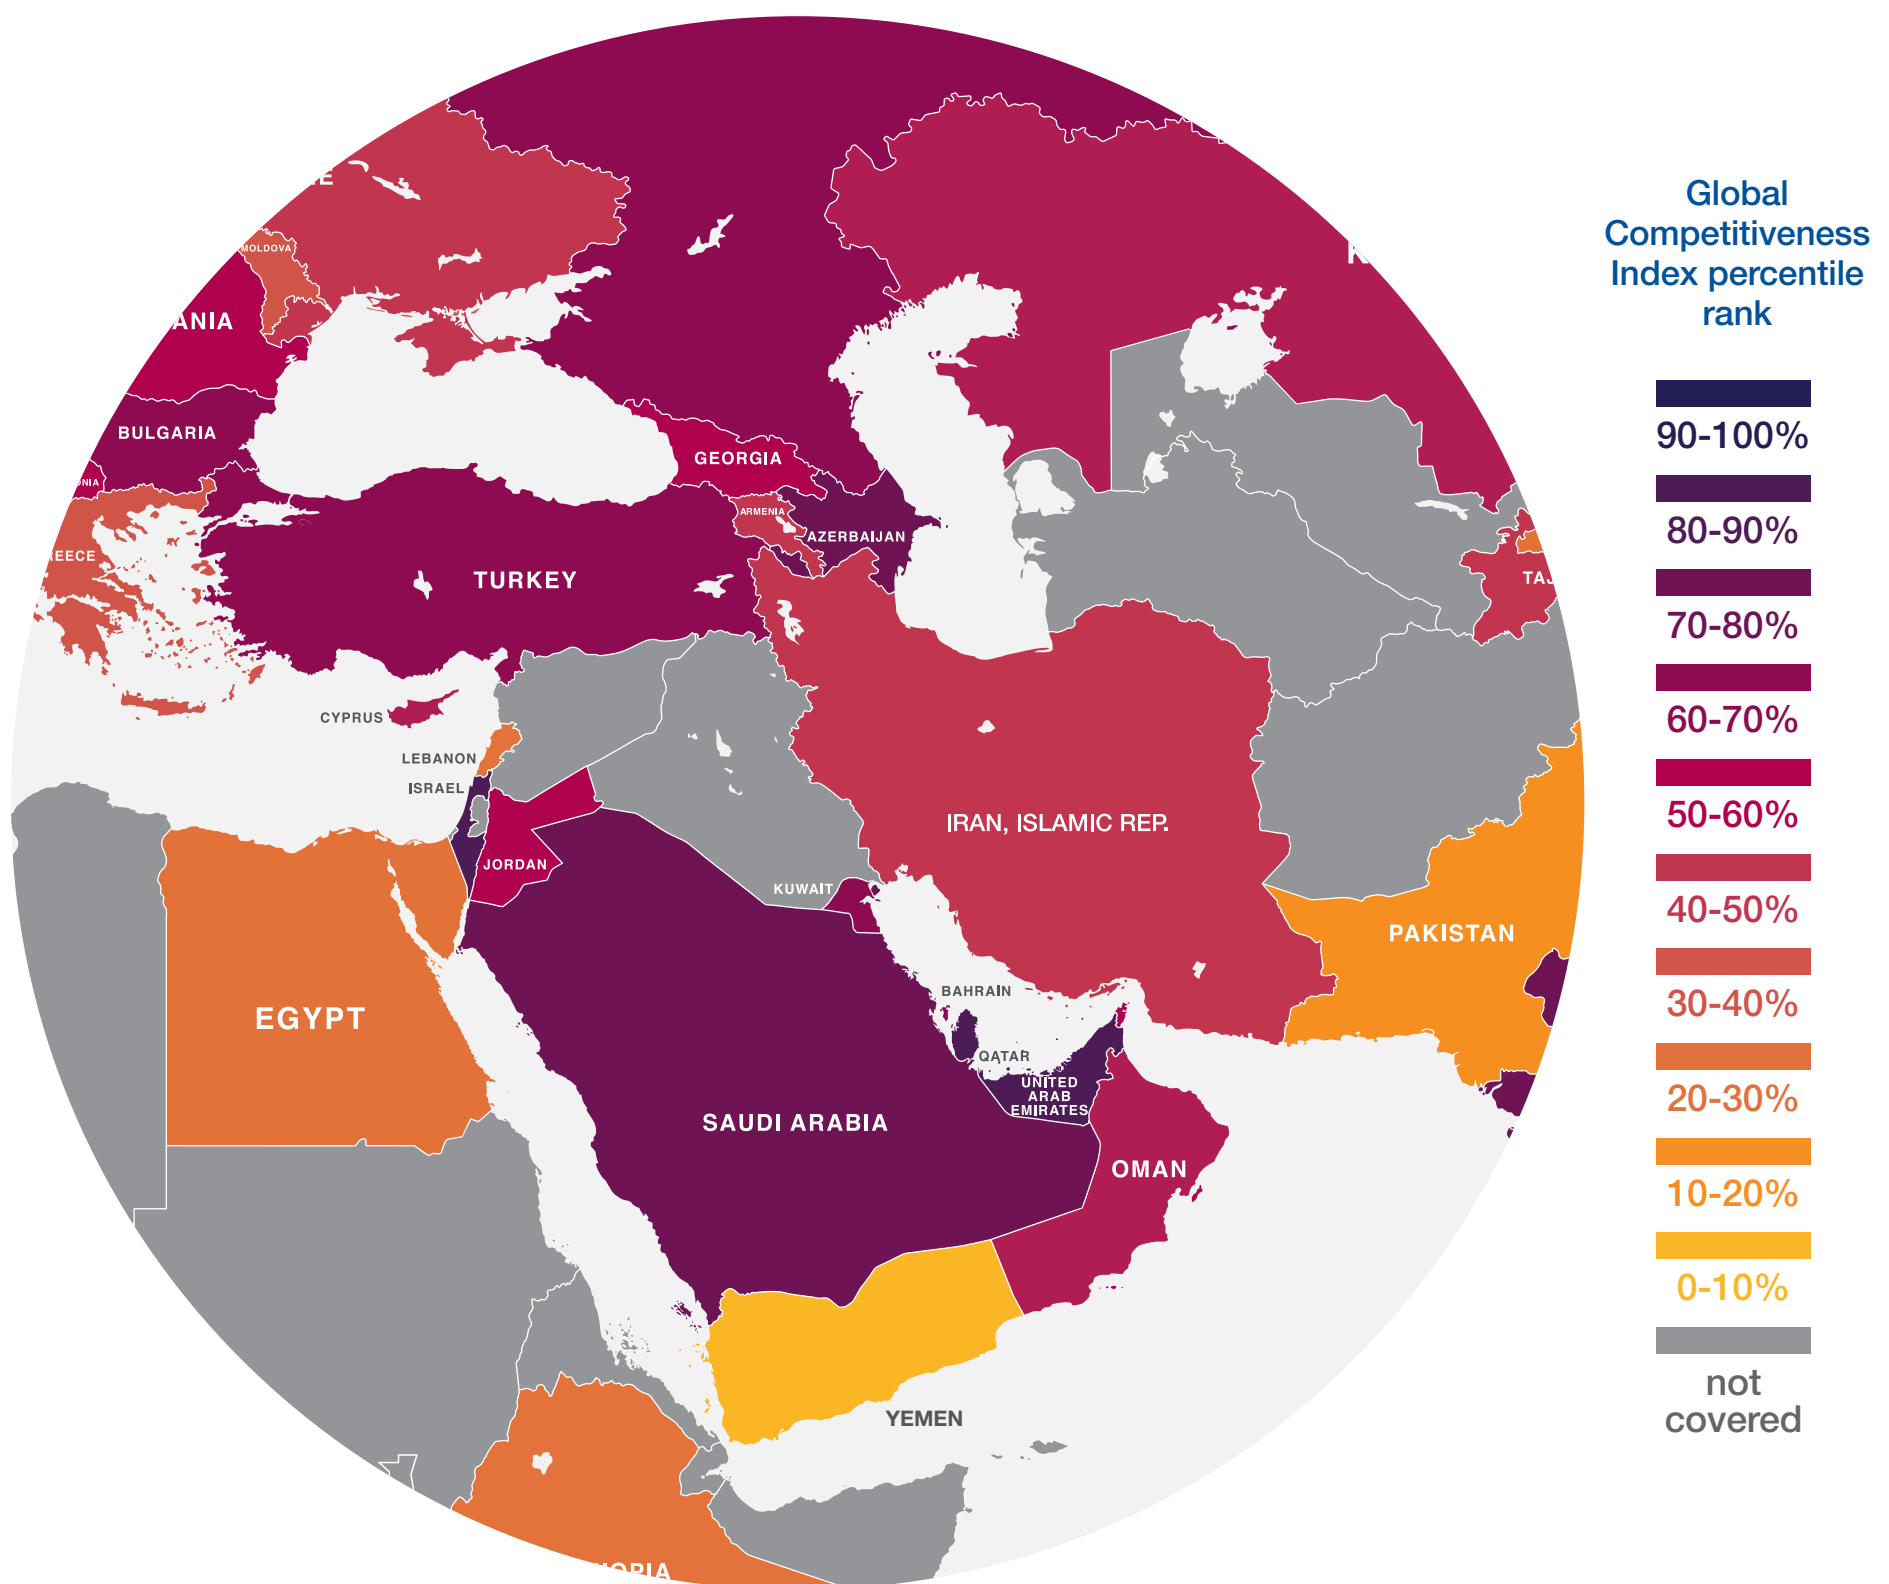 Global
Competitiveness
Index percentile
rank
90-100%
80-90%
70-80%
60-70%
50-60%
40-50%
30-40%
20-30%
10-20%
0-10%
not
covered
MOLDOVA
ANIA
BULGARIA
GEORGIA
NIA
ARMENIA
AZERBAIJAN
EECE
TURKEY
TAJ
CYPRUS
LEBANON
ISRAEL
IRAN, ISLAMIC REP.
JORDAN
KUWAIT
PAKISTAN
BAHRAIN
EGYPT
QATAR
UNITED
ARAB
EMIRATES
SAUDI ARABIA
OMAN
YEMEN
OPIA